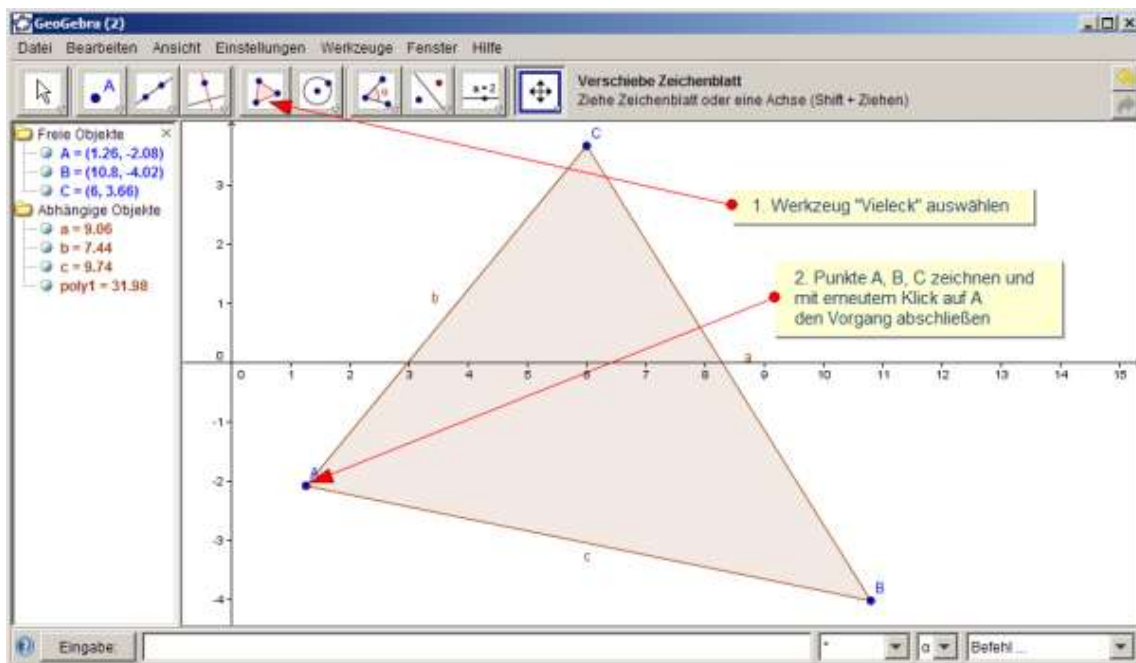 GeoGebra (2)
Datei Bearbeiten Ansicht Einstellungen Werkzeuge Fenster Hilfe
A
α
a = 2
Verschiebe Zeichenblatt
Ziehe Zeichenblatt oder eine Achse (Shift + Ziehen)
Freie Objekte
A = (1.26, -2.08)
B = (10.8, -4.02)
C = (6, 3.66)
Abhängige Objekte
a = 9.06
b = 7.44
c = 9.74
poly1 = 31.98
C
3
1. Werkzeug "Vieleck" auswählen
2
2. Punkte A, B, C zeichnen und
mit erneutem Klick auf A
den Vorgang abschließen
b
1
0
a
0 1 2 3 4 5 6 7 8 9 10 11 12 13 14 15
-1
A
-2
-3
c
B
-4
Eingabe:
°
α
Befehl ...